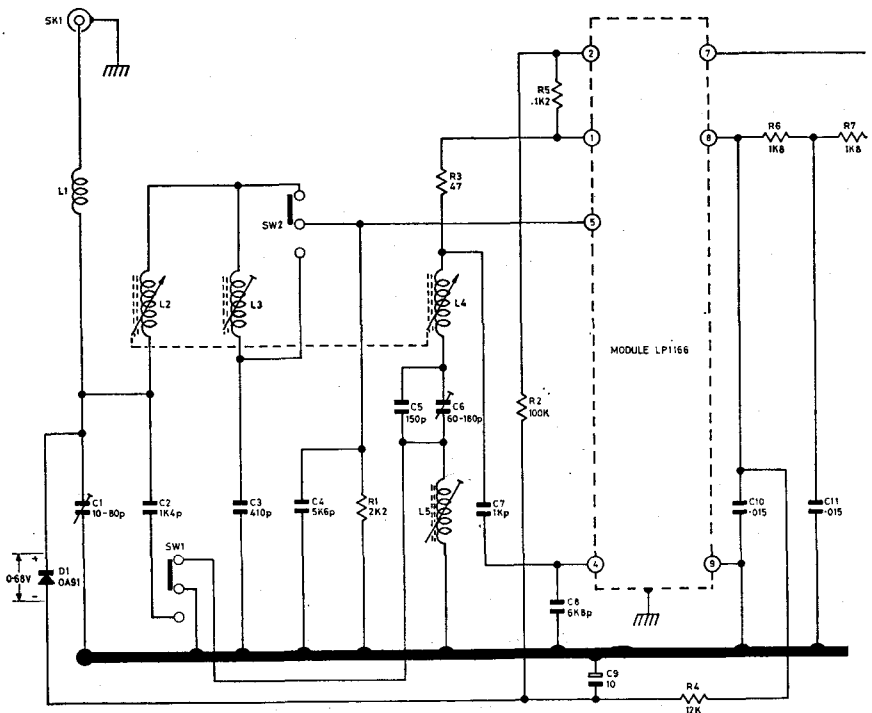 SK1
2
7
R5
.1K2
1
8
R6
1K8
R7
1K8
R3
47
L1
SW2
5
L2
L3
L4
MODULE LP1166
C5
150p
C6
60-180p
R2
100K
C1
10-80p
C2
1K4p
C3
410p
C4
5K6p
R1
2K2
L5
C7
1Kp
C10
.015
C11
.015
SW1
+
0.68V
D1
OA91
-
4
9
C8
6K8p
C9
10
R4
12K